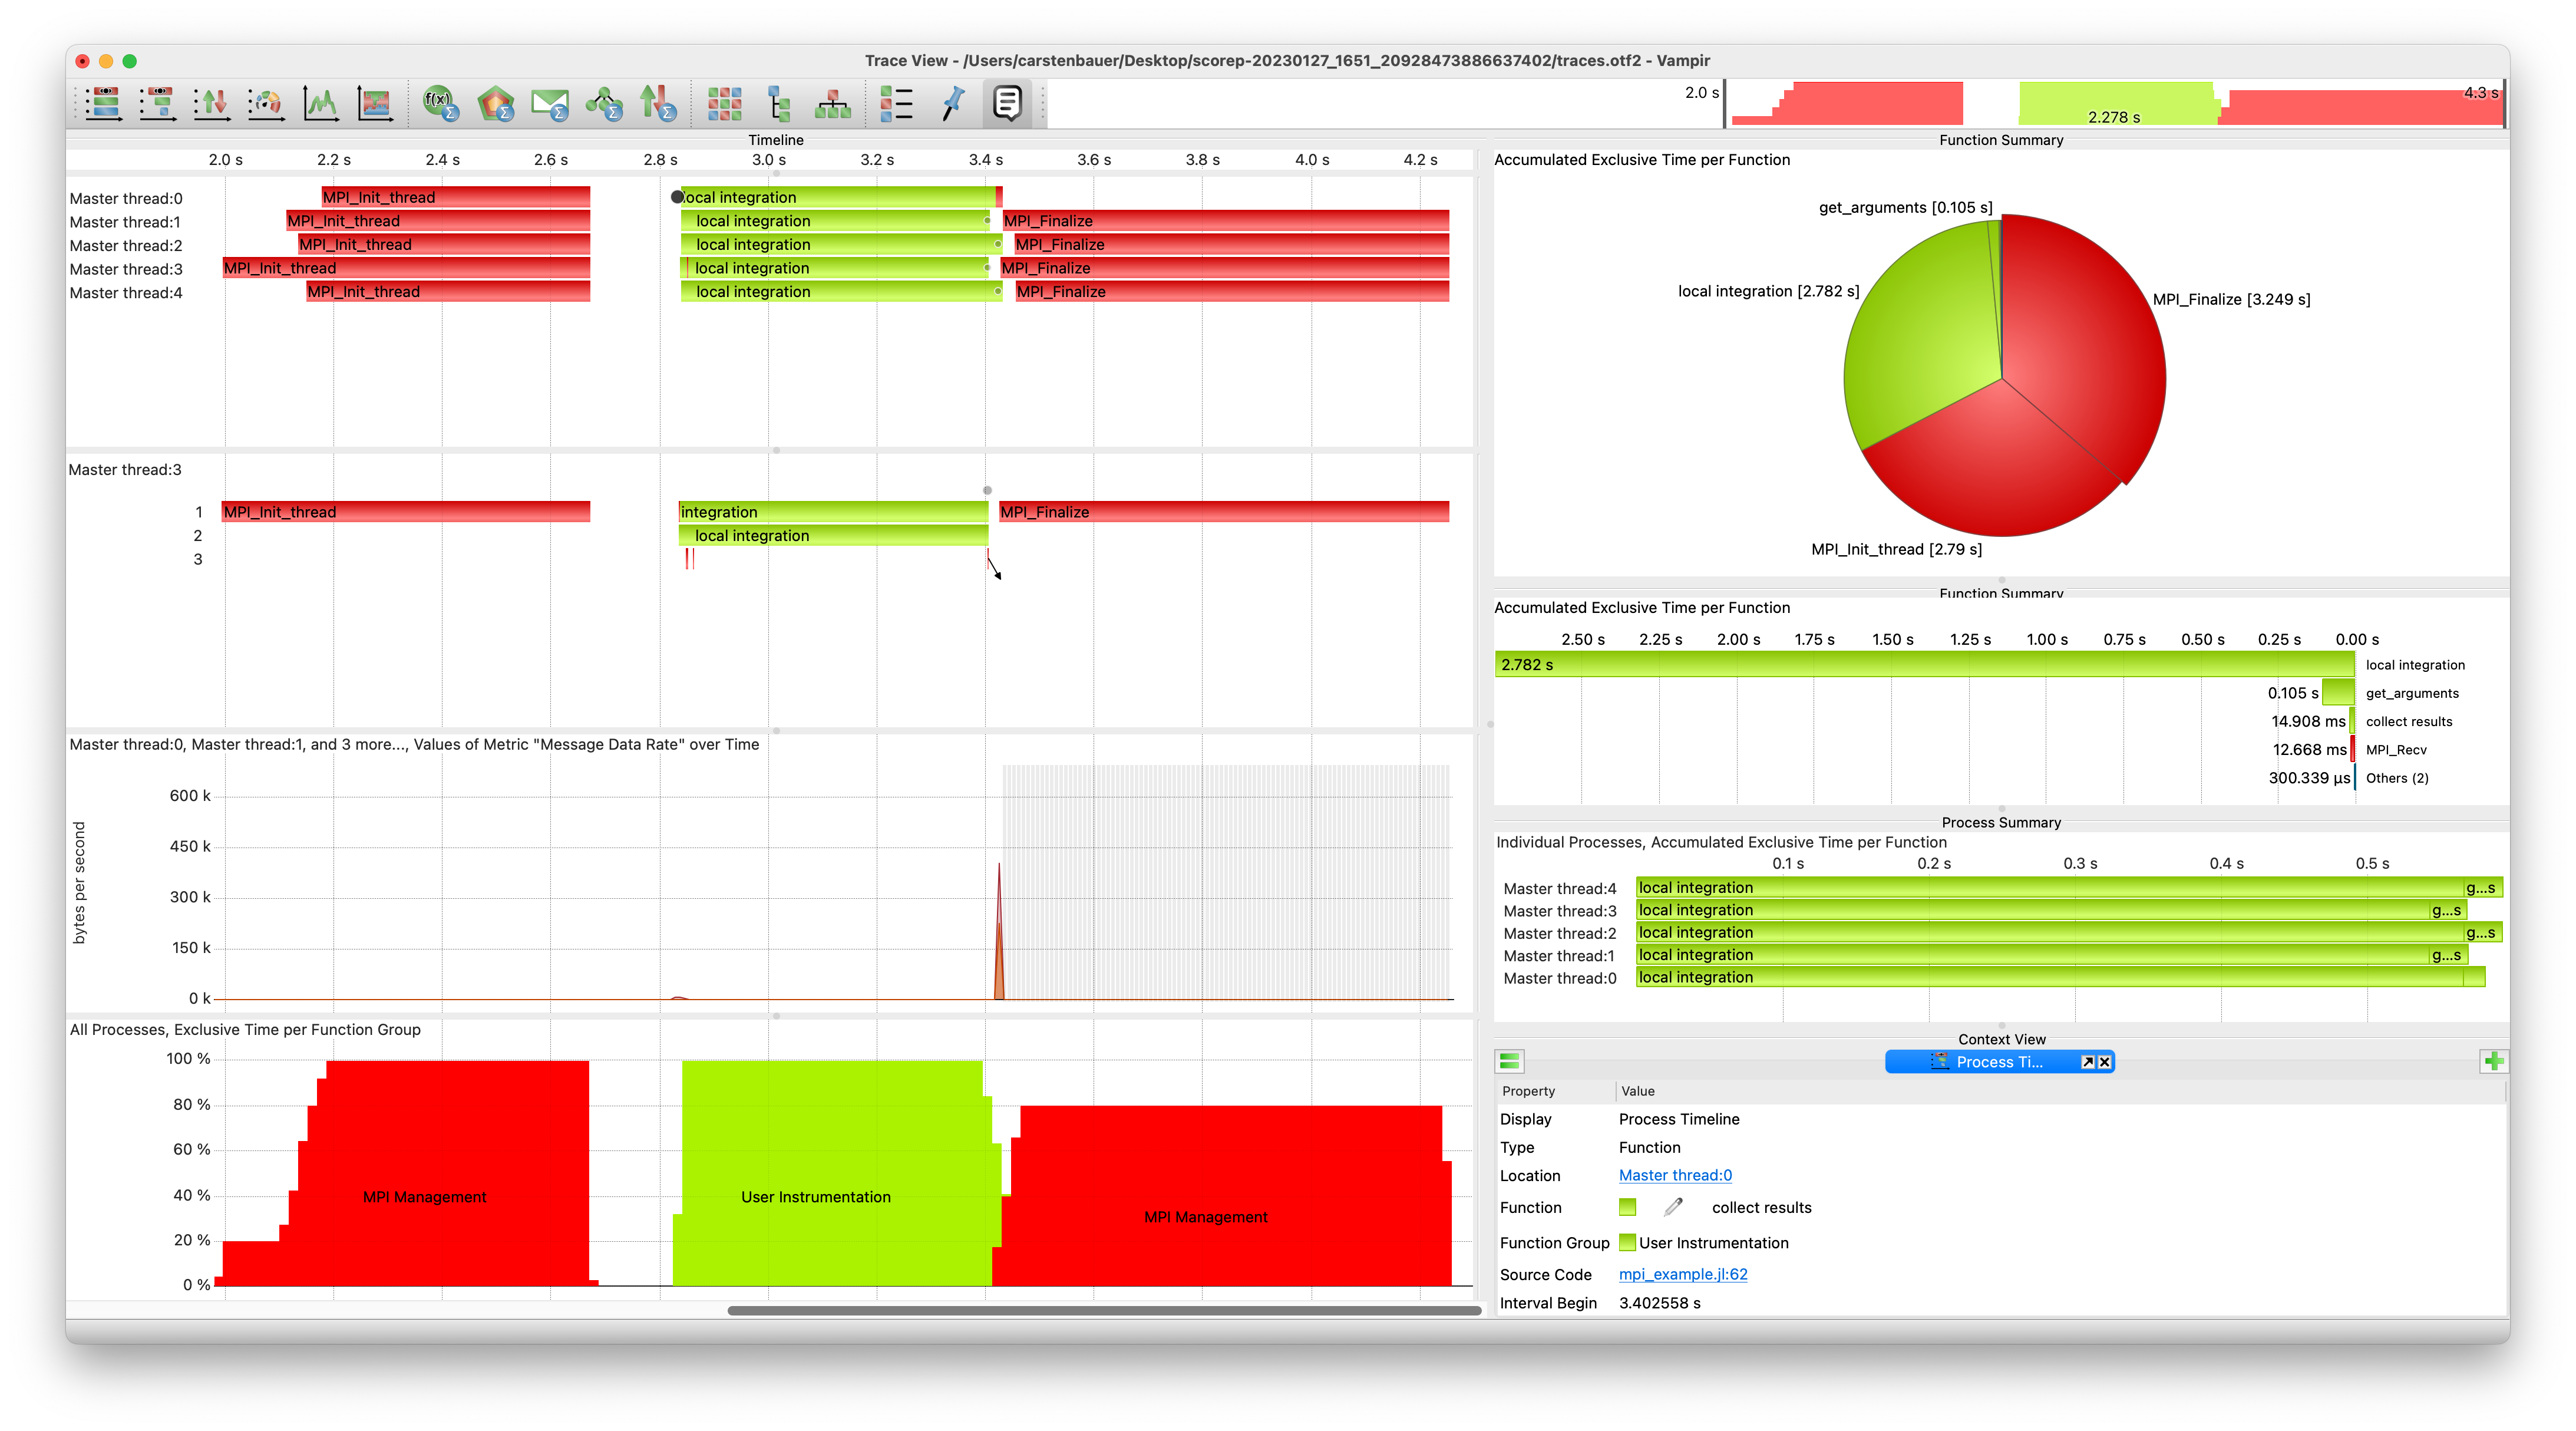 Trace View - /Users/carstenbauer/Desktop/scorep-20230127_1651_20928473886637402/traces.otf2 - Vampir
f(x) Σ Σ Σ Σ Σ
2.0 s 2.278 s 4.3 s
Timeline
2.0 s 2.2 s 2.4 s 2.6 s 2.8 s 3.0 s 3.2 s 3.4 s 3.6 s 3.8 s 4.0 s 4.2 s
Master thread:0 MPI_Init_thread local integration
Master thread:1 MPI_Init_thread local integration MPI_Finalize
Master thread:2 MPI_Init_thread local integration MPI_Finalize
Master thread:3 MPI_Init_thread local integration MPI_Finalize
Master thread:4 MPI_Init_thread local integration MPI_Finalize
Master thread:3
1 MPI_Init_thread integration MPI_Finalize
2 local integration
3
Master thread:0, Master thread:1, and 3 more..., Values of Metric "Message Data Rate" over Time
600 k
450 k
300 k
150 k
0 k
bytes per second
All Processes, Exclusive Time per Function Group
100 %
80 %
60 %
40 %
20 %
0 %
MPI Management
User Instrumentation
MPI Management
Function Summary
Accumulated Exclusive Time per Function
get_arguments [0.105 s]
local integration [2.782 s]
MPI_Finalize [3.249 s]
MPI_Init_thread [2.79 s]
Function Summary
Accumulated Exclusive Time per Function
2.50 s 2.25 s 2.00 s 1.75 s 1.50 s 1.25 s 1.00 s 0.75 s 0.50 s 0.25 s 0.00 s
2.782 s local integration
0.105 s get_arguments
14.908 ms collect results
12.668 ms MPI_Recv
300.339 µs Others (2)
Process Summary
Individual Processes, Accumulated Exclusive Time per Function
0.1 s 0.2 s 0.3 s 0.4 s 0.5 s
Master thread:4 local integration g...s
Master thread:3 local integration g...s
Master thread:2 local integration g...s
Master thread:1 local integration g...s
Master thread:0 local integration
Context View
Process Ti...
Property Value
Display Process Timeline
Type Function
Location Master thread:0
Function collect results
Function Group User Instrumentation
Source Code mpi_example.jl:62
Interval Begin 3.402558 s